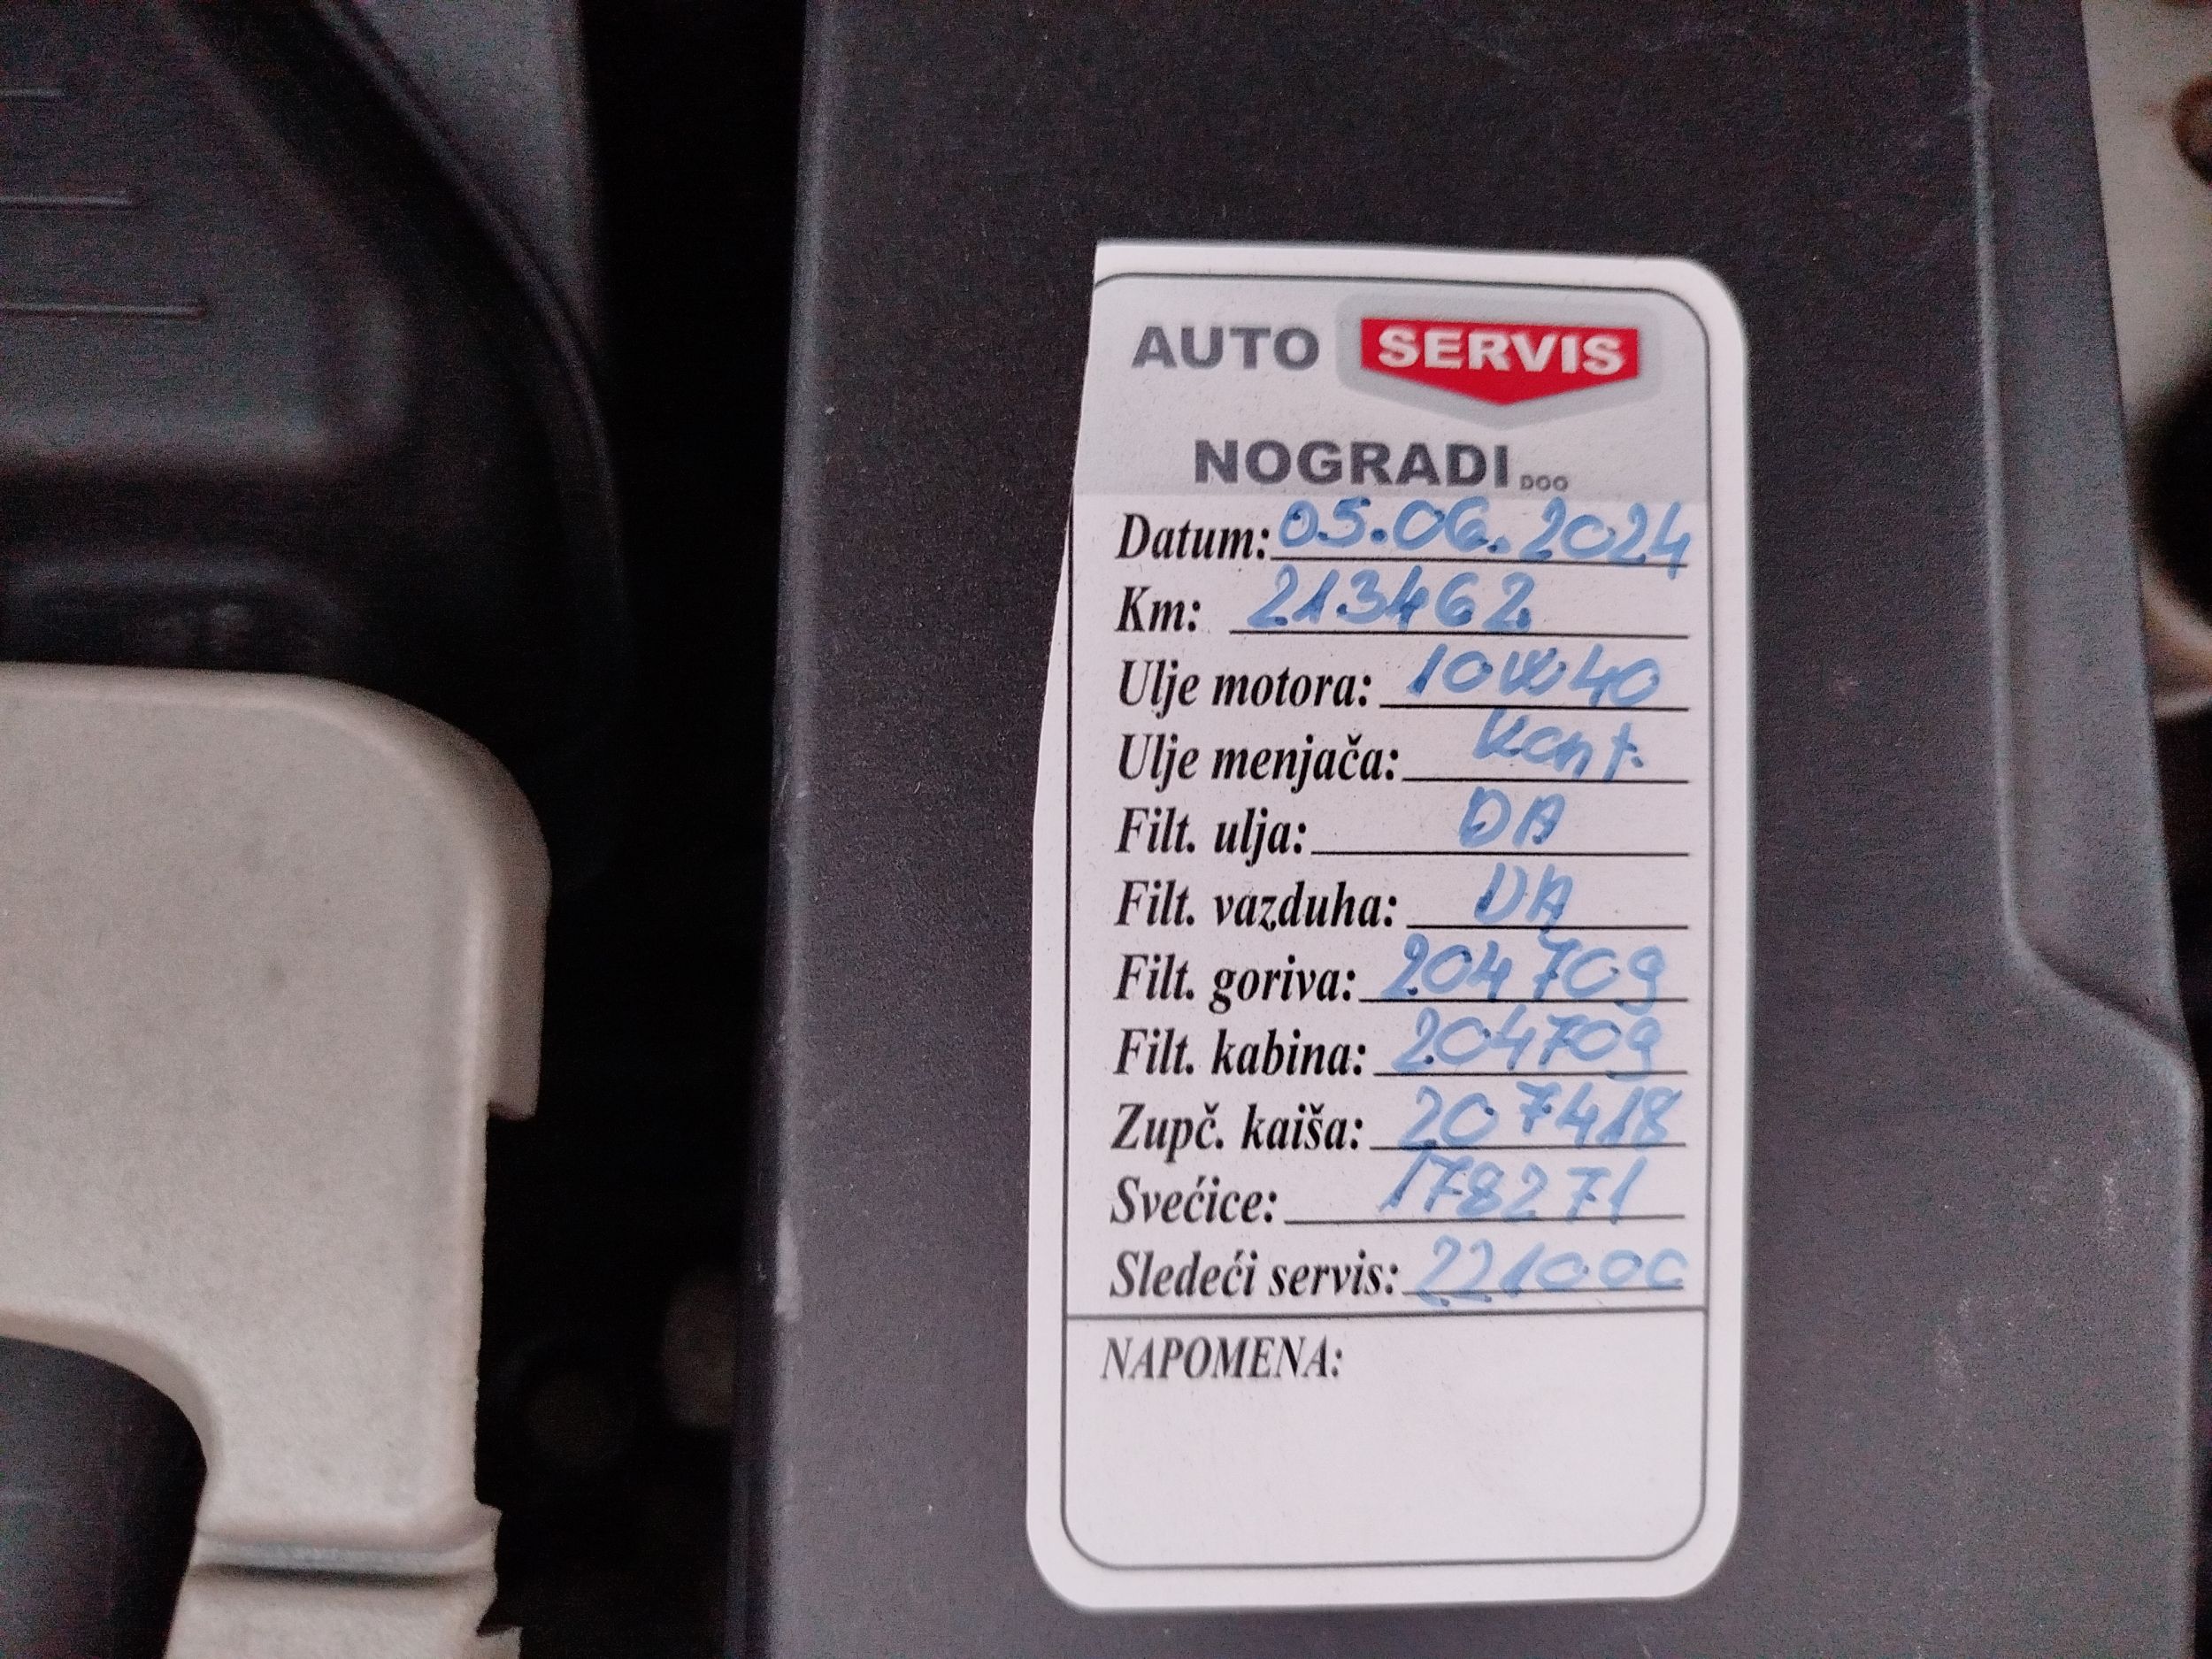 AUTO SERVIS
NOGRADI DOO
Datum: 05.06.2024
Km: 213462
Ulje motora: 10W40
Ulje menjača: Kont.
Filt. ulja: DA
Filt. vazduha: DA
Filt. goriva: 204709
Filt. kabina: 204709
Zupč. kaiša: 207418
Svećice: 178271
Sledeći servis: 221000
NAPOMENA: